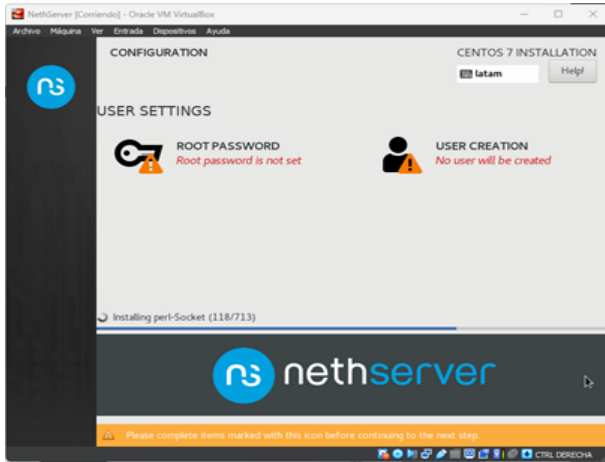 NethServer [Corriendo] - Oracle VM VirtualBox
Archivo Máquina Ver Entrada Dispositivos Ayuda
CONFIGURATION
CENTOS 7 INSTALLATION
latam
Help!
ns
USER SETTINGS
ROOT PASSWORD
Root password is not set
USER CREATION
No user will be created
Installing perl-Socket (118/713)
ns nethserver
Please complete items marked with this icon before continuing to the next step.
CTRL DERECHA